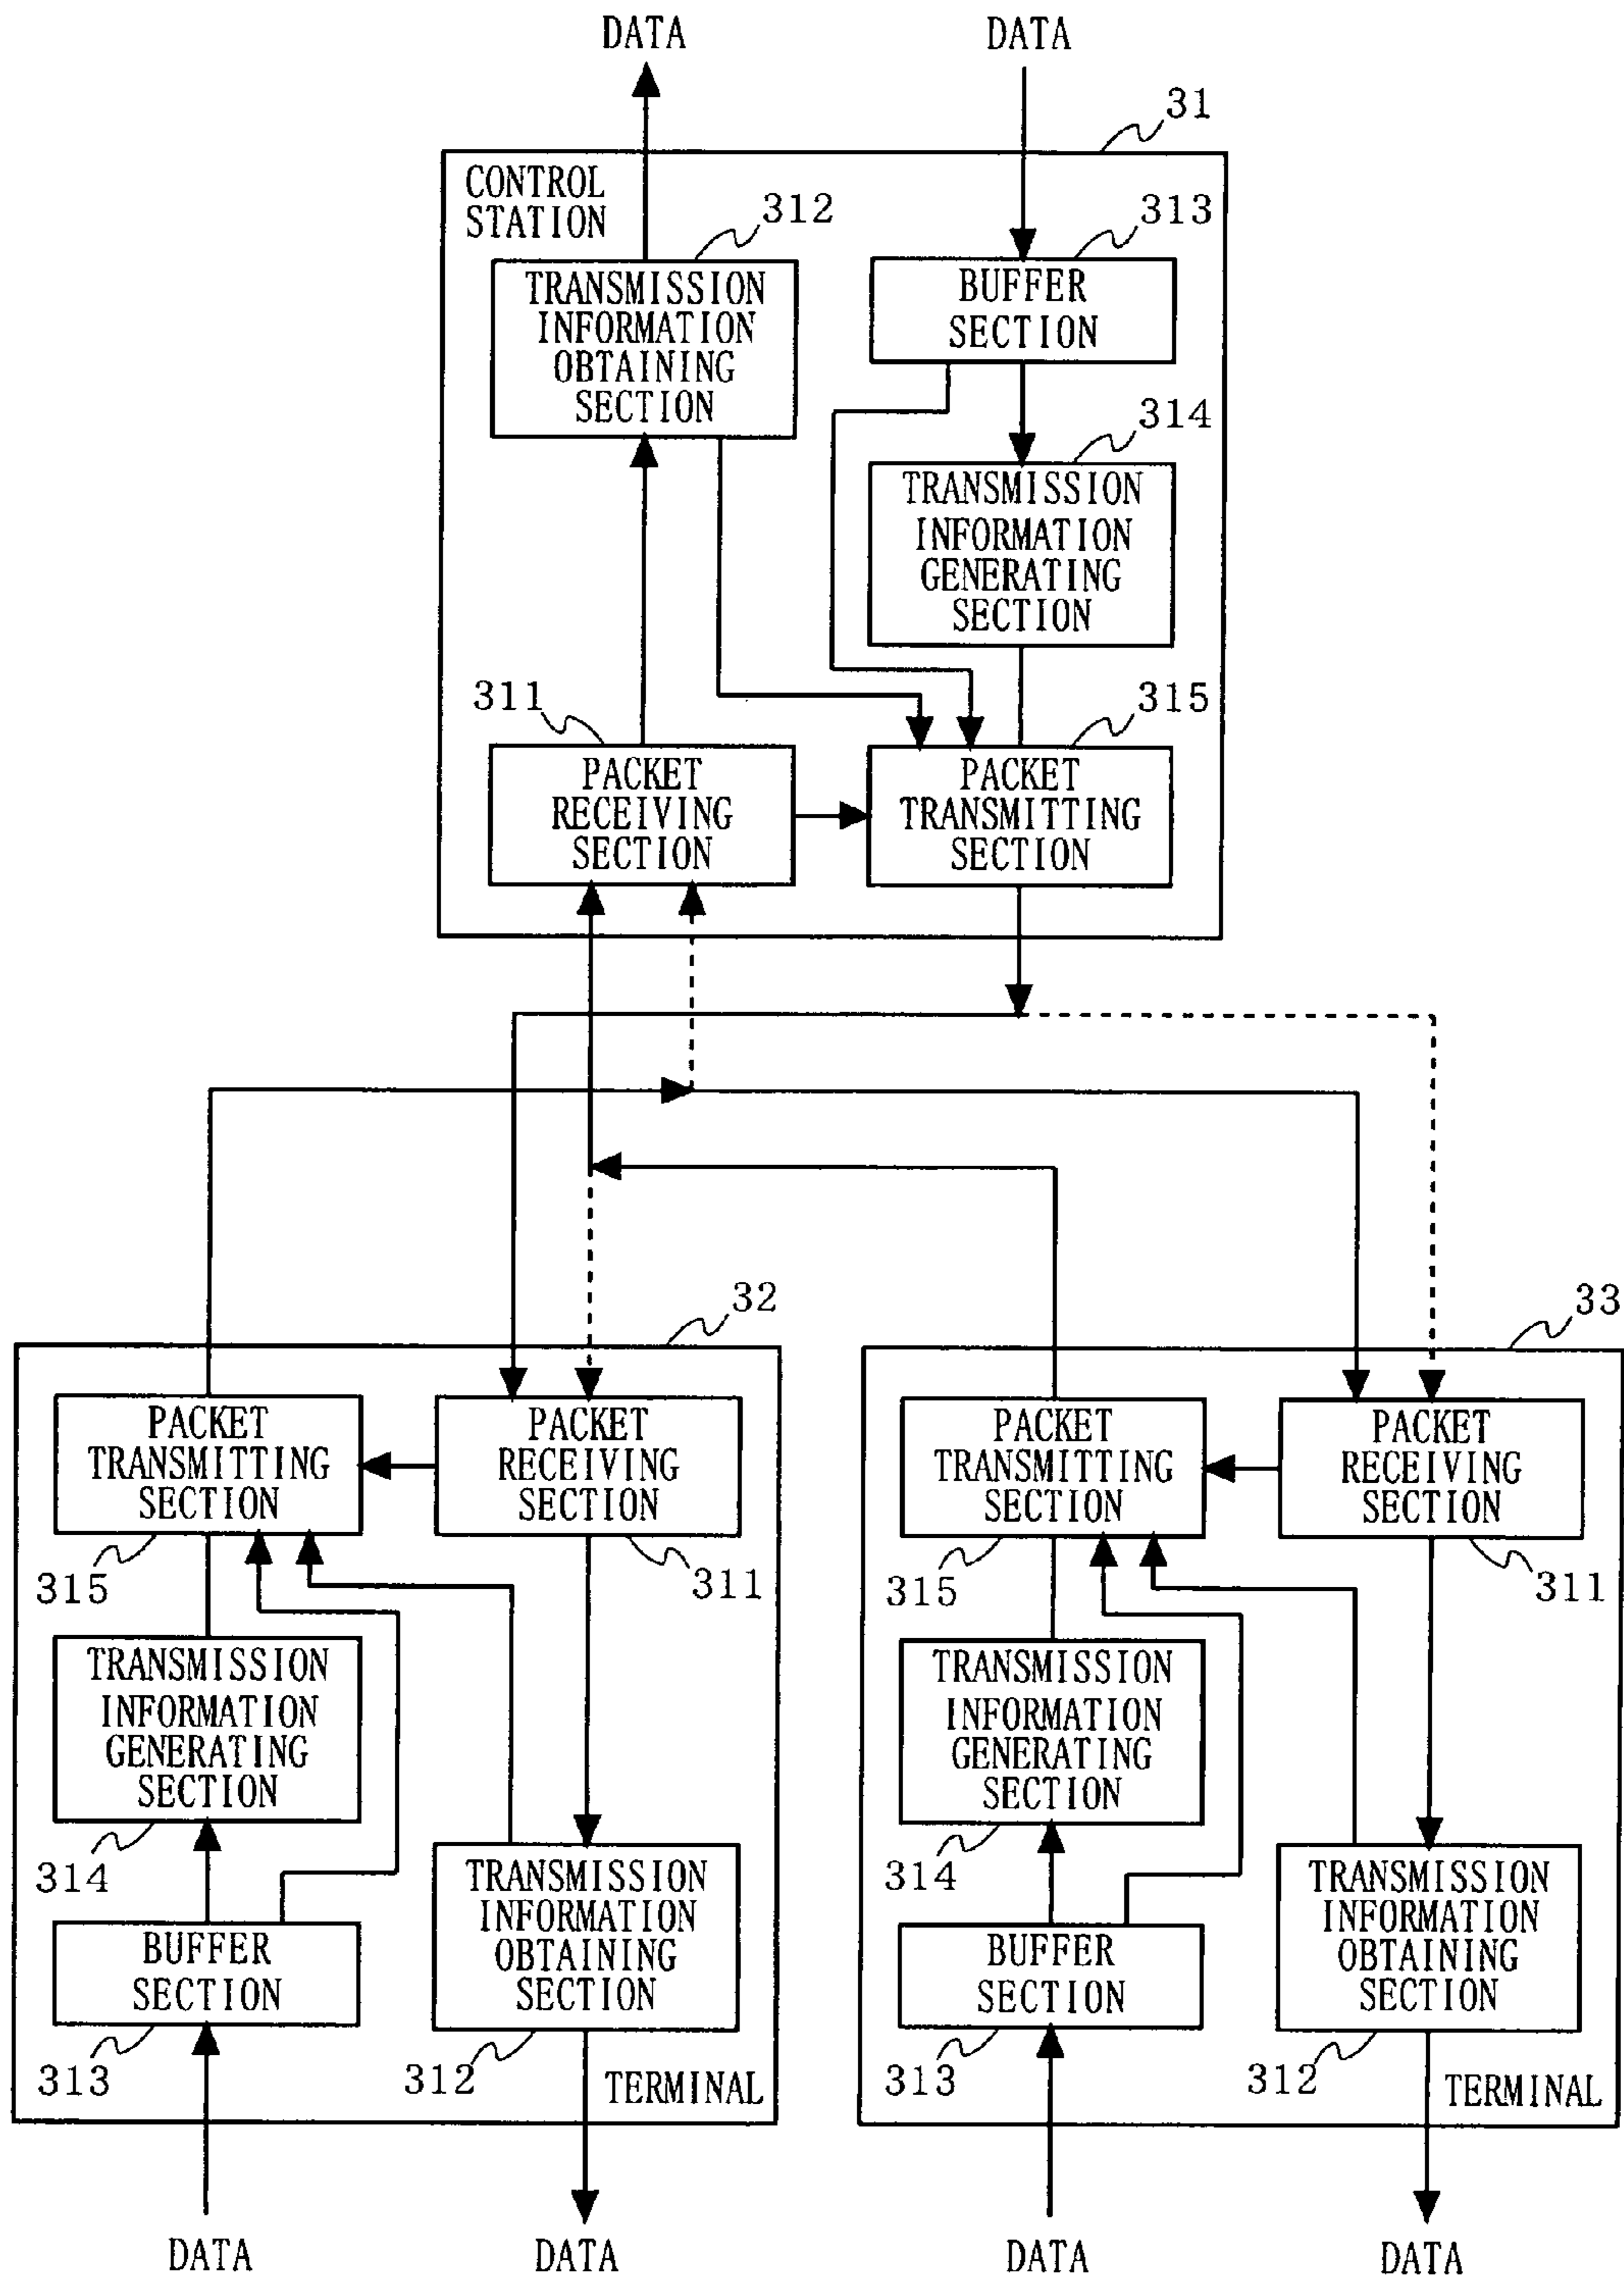 DATA
DATA
31
CONTROL
STATION
312
313
TRANSMISSION
INFORMATION
OBTAINING
SECTION
BUFFER
SECTION
314
TRANSMISSION
INFORMATION
GENERATING
SECTION
311
315
PACKET
RECEIVING
SECTION
PACKET
TRANSMITTING
SECTION
32
33
PACKET
TRANSMITTING
SECTION
PACKET
RECEIVING
SECTION
315
311
TRANSMISSION
INFORMATION
GENERATING
SECTION
314
TRANSMISSION
INFORMATION
OBTAINING
SECTION
BUFFER
SECTION
313
312
TERMINAL
PACKET
TRANSMITTING
SECTION
PACKET
RECEIVING
SECTION
315
311
TRANSMISSION
INFORMATION
GENERATING
SECTION
314
TRANSMISSION
INFORMATION
OBTAINING
SECTION
BUFFER
SECTION
313
312
TERMINAL
DATA
DATA
DATA
DATA